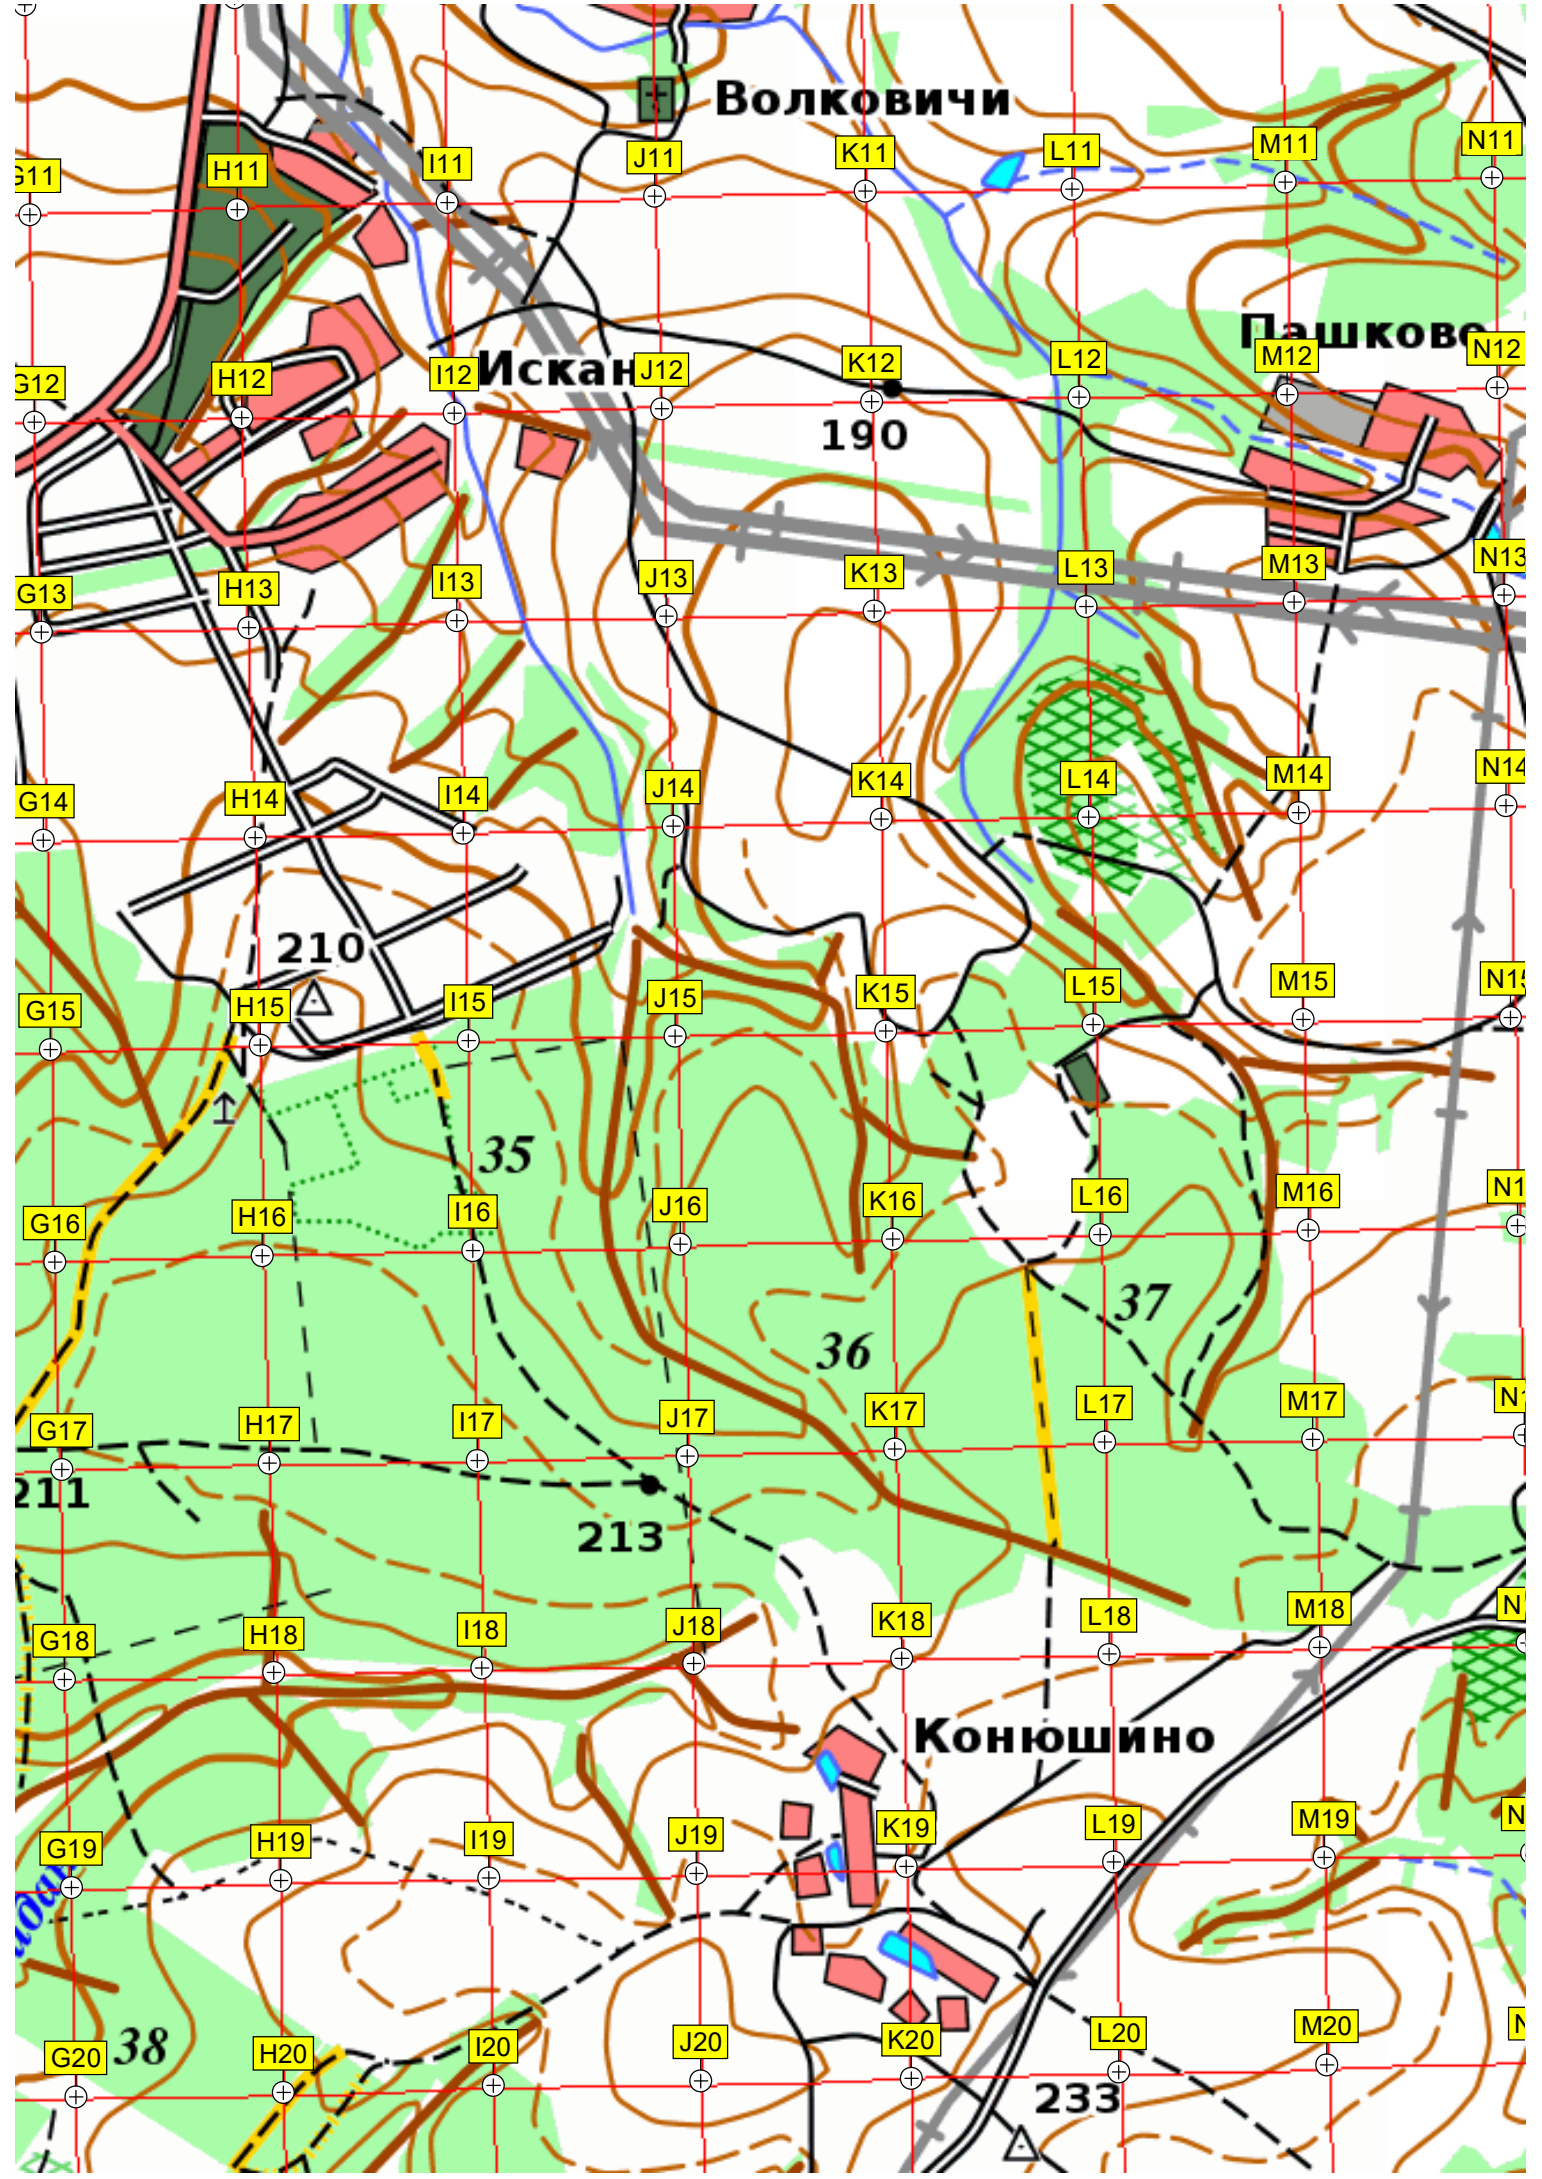 Волковичи
G11 H11 I11 J11 K11 L11 M11 N11
Пашково
Искан
G12 H12 I12 J12 K12 L12 M12 N12
190
G13 H13 I13 J13 K13 L13 M13 N13
G14 H14 I14 J14 K14 L14 M14 N14
210
G15 H15 I15 J15 K15 L15 M15 N15
35
G16 H16 I16 J16 K16 L16 M16 N1
37
36
G17 H17 I17 J17 K17 L17 M17 N1
211
213
G18 H18 I18 J18 K18 L18 M18 N
Конюшино
G19 H19 I19 J19 K19 L19 M19 N
38
G20 H20 I20 J20 K20 L20 M20 N
233